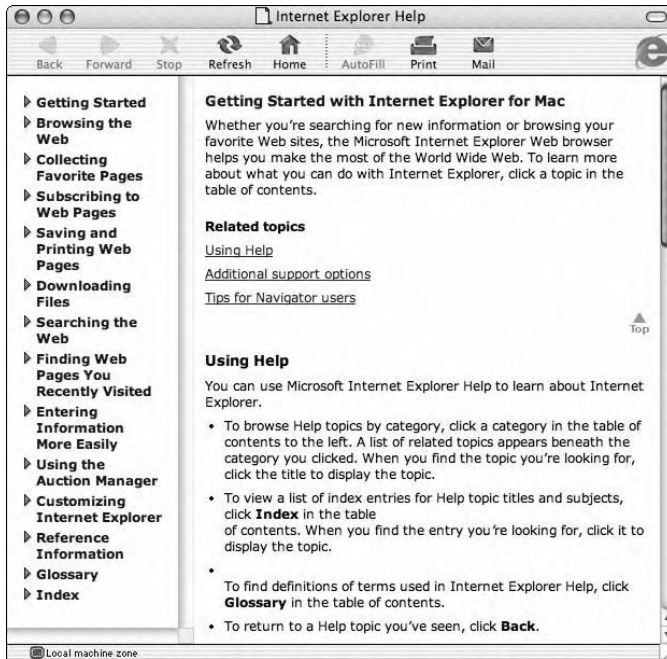 Internet Explorer Help
Back Forward Stop Refresh Home AutoFill Print Mail
Getting Started
Browsing the
Web
Collecting
Favorite Pages
Subscribing to
Web Pages
Saving and
Printing Web
Pages
Downloading
Files
Searching the
Web
Finding Web
Pages You
Recently Visited
Entering
Information
More Easily
Using the
Auction Manager
Customizing
Internet Explorer
Reference
Information
Glossary
Index
Getting Started with Internet Explorer for Mac
Whether you're searching for new information or browsing your
favorite Web sites, the Microsoft Internet Explorer Web browser
helps you make the most of the World Wide Web. To learn more
about what you can do with Internet Explorer, click a topic in the
table of contents.
Related topics
Using Help
Additional support options
Tips for Navigator users
Top
Using Help
You can use Microsoft Internet Explorer Help to learn about Internet
Explorer.
• To browse Help topics by category, click a category in the table of
contents to the left. A list of related topics appears beneath the
category you clicked. When you find the topic you're looking for,
click the title to display the topic.
• To view a list of index entries for Help topic titles and subjects,
click Index in the table
of contents. When you find the entry you're looking for, click it to
display the topic.
•
To find definitions of terms used in Internet Explorer Help, click
Glossary in the table of contents.
• To return to a Help topic you've seen, click Back.
Local machine zone